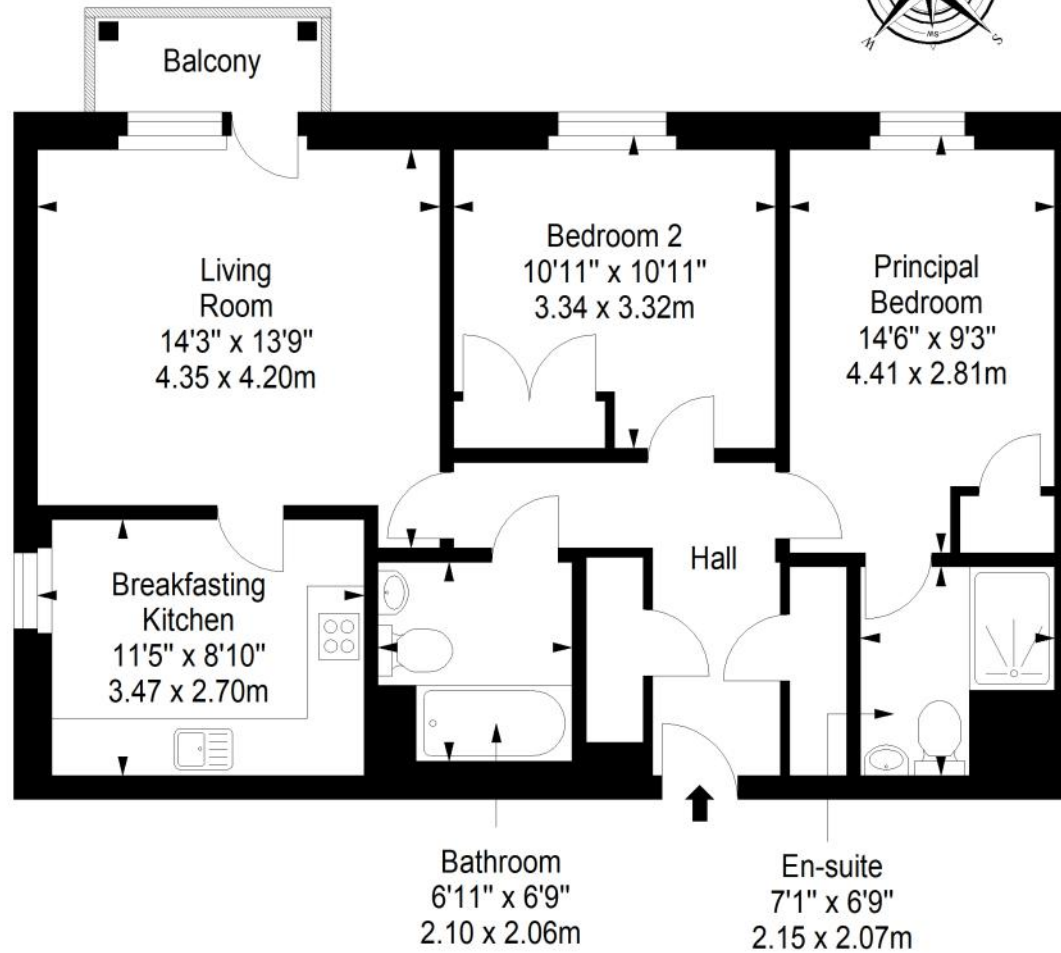 Balcony
W
SW
S
Living
Room
14'3" x 13'9"
4.35 x 4.20m
Bedroom 2
10'11" x 10'11"
3.34 x 3.32m
Principal
Bedroom
14'6" x 9'3"
4.41 x 2.81m
Breakfasting
Kitchen
11'5" x 8'10"
3.47 x 2.70m
Hall
Bathroom
6'11" x 6'9"
2.10 x 2.06m
En-suite
7'1" x 6'9"
2.15 x 2.07m